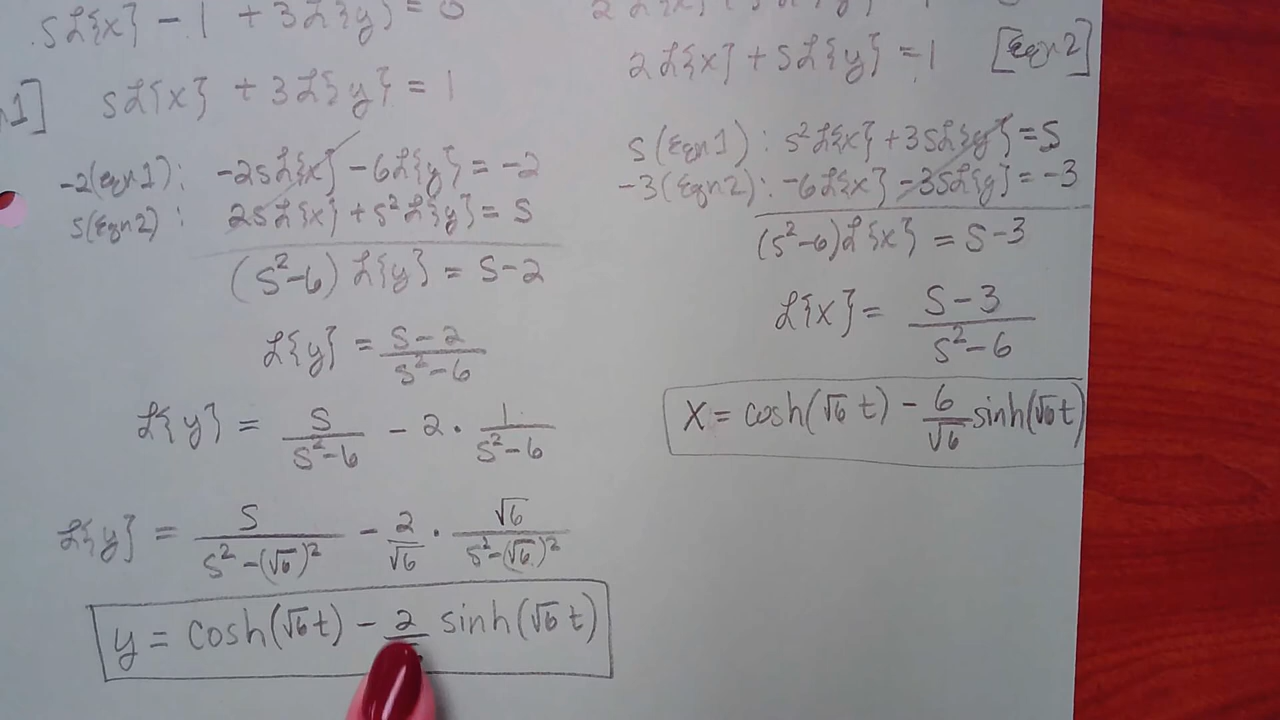 sℒ{x} - 1 + 3ℒ{y} = 0
n1] sℒ{x} + 3ℒ{y} = 1
-2(Eqn1): -2sℒ{x} - 6ℒ{y} = -2
s(Eqn2): 2sℒ{x} + s²ℒ{y} = s
(s²-6)ℒ{y} = s-2
ℒ{y} = (s-2)/(s²-6)
ℒ{y} = s/(s²-6) - 2 · 1/(s²-6)
ℒ{y} = s/(s²-(√6)²) - 2/√6 · √6/(s²-(√6)²)
y = cosh(√6 t) - 2/ sinh(√6 t)
2ℒ{x} + sℒ{y} = 1 [Eqn2]
s(Eqn1): s²ℒ{x} + 3sℒ{y} = s
-3(Eqn2): -6ℒ{x} - 3sℒ{y} = -3
(s²-6)ℒ{x} = s-3
ℒ{x} = (s-3)/(s²-6)
x = cosh(√6 t) - 6/√6 sinh(√6 t)